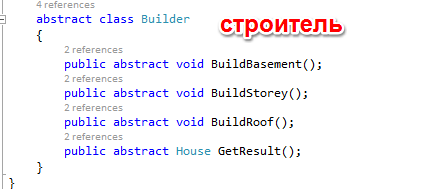 4 references
abstract class Builder строитель
{
2 references
public abstract void BuildBasement();
2 references
public abstract void BuildStorey();
2 references
public abstract void BuildRoof();
2 references
public abstract House GetResult();
}
}